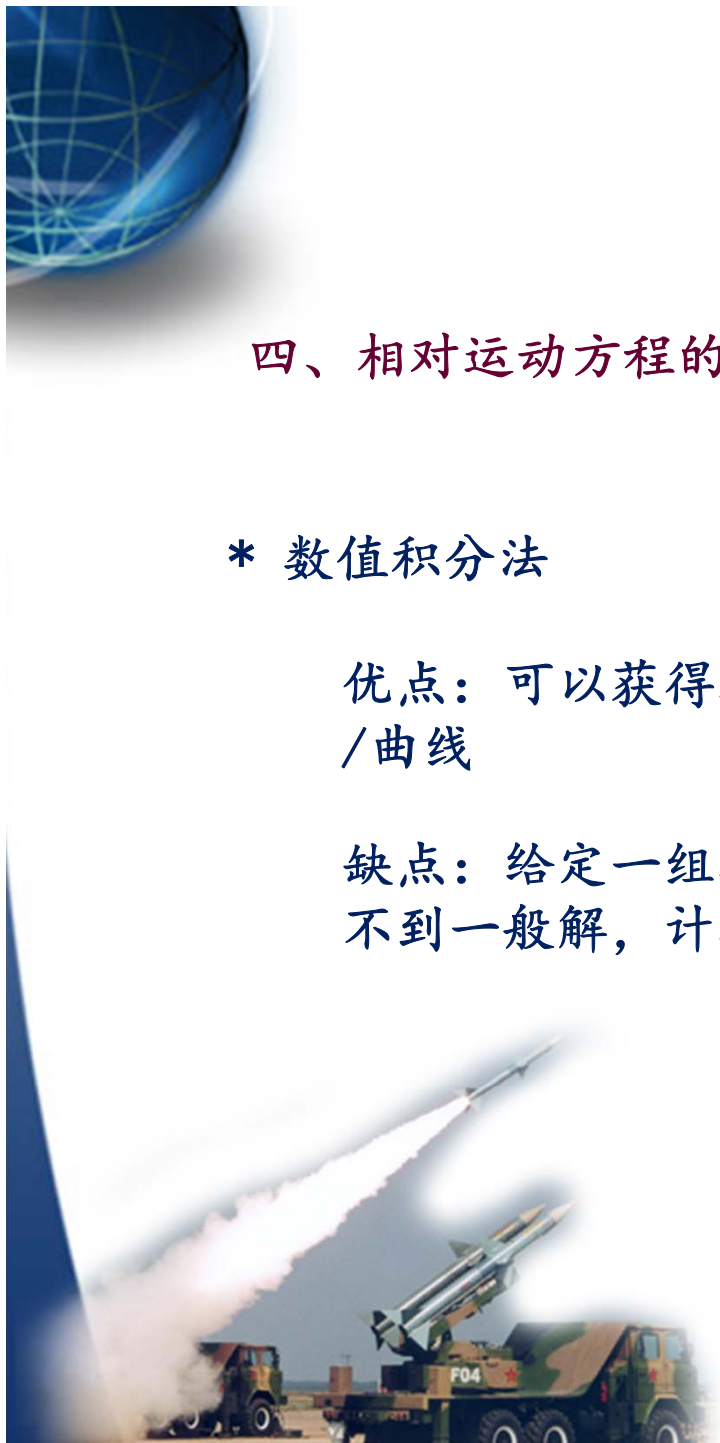 四、相对运动方程的
* 数值积分法
优点：可以获得
/曲线
缺点：给定一组
不到一般解，计
F04